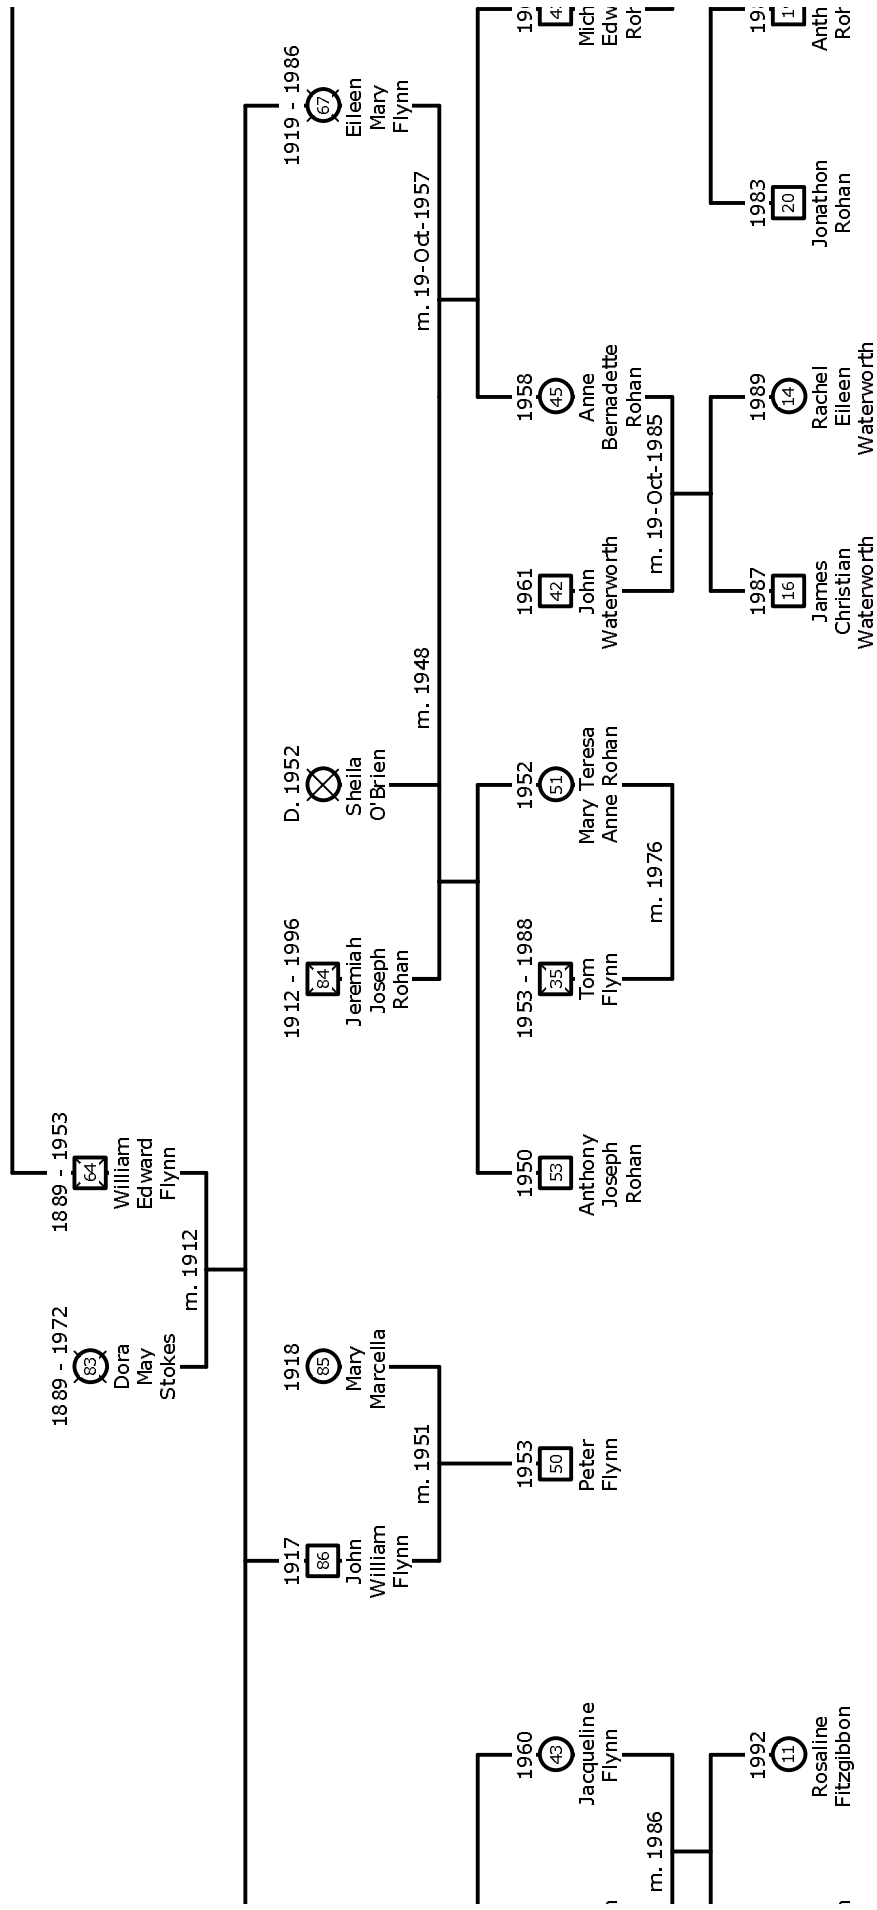 1889 - 1972
83
Dora
May
Stokes
1889 - 1953
64
William
Edward
Flynn
m. 1912
1917
86
John
William
Flynn
1918
85
Mary
Marcella
m. 1951
1912 - 1996
84
Jeremiah
Joseph
Rohan
D. 1952
Sheila
O'Brien
m. 1948
1919 - 1986
67
Eileen
Mary
Flynn
m. 19-Oct-1957
1960
43
Jacqueline
Flynn
m. 1986
1953
50
Peter
Flynn
1950
53
Anthony
Joseph
Rohan
1953 - 1988
35
Tom
Flynn
1952
51
Mary Teresa
Anne Rohan
m. 1976
1961
42
John
Waterworth
1958
45
Anne
Bernadette
Rohan
m. 19-Oct-1985
1992
11
Rosaline
Fitzgibbon
1987
16
James
Christian
Waterworth
1989
14
Rachel
Eileen
Waterworth
1983
20
Jonathon
Rohan